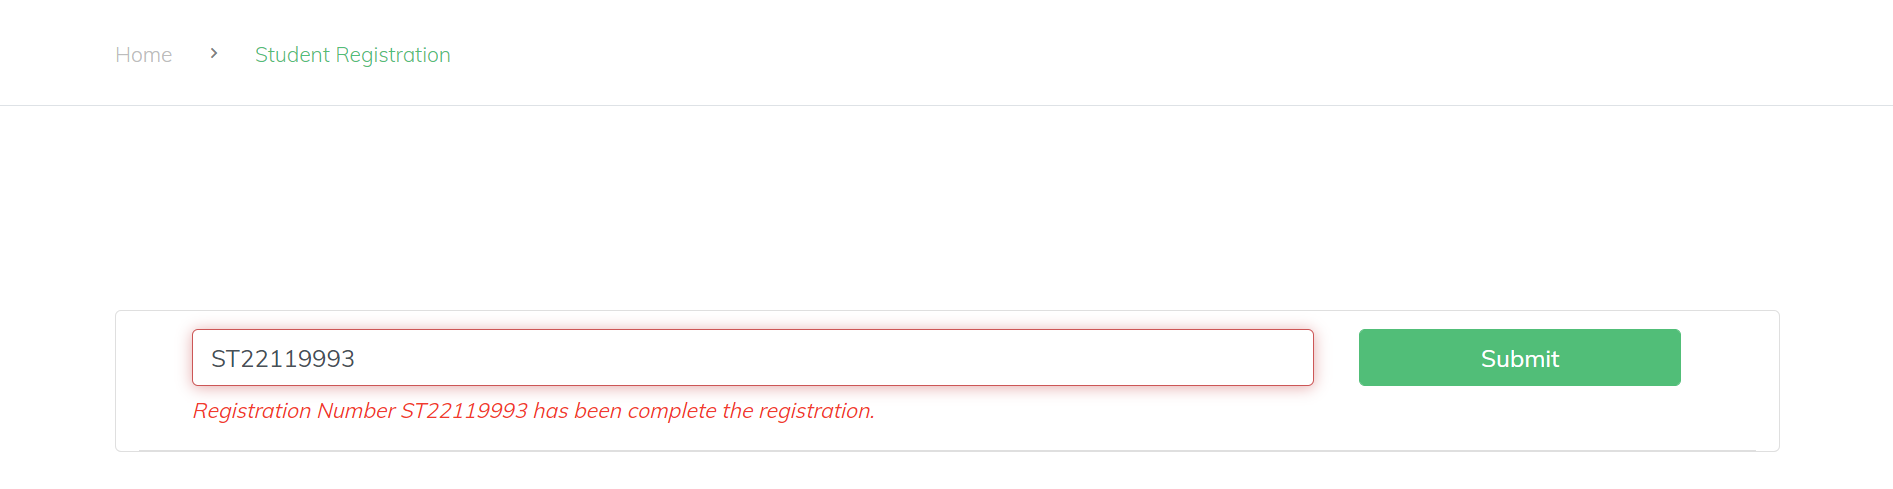 Home > Student Registration
ST22119993
Submit
Registration Number ST22119993 has been complete the registration.